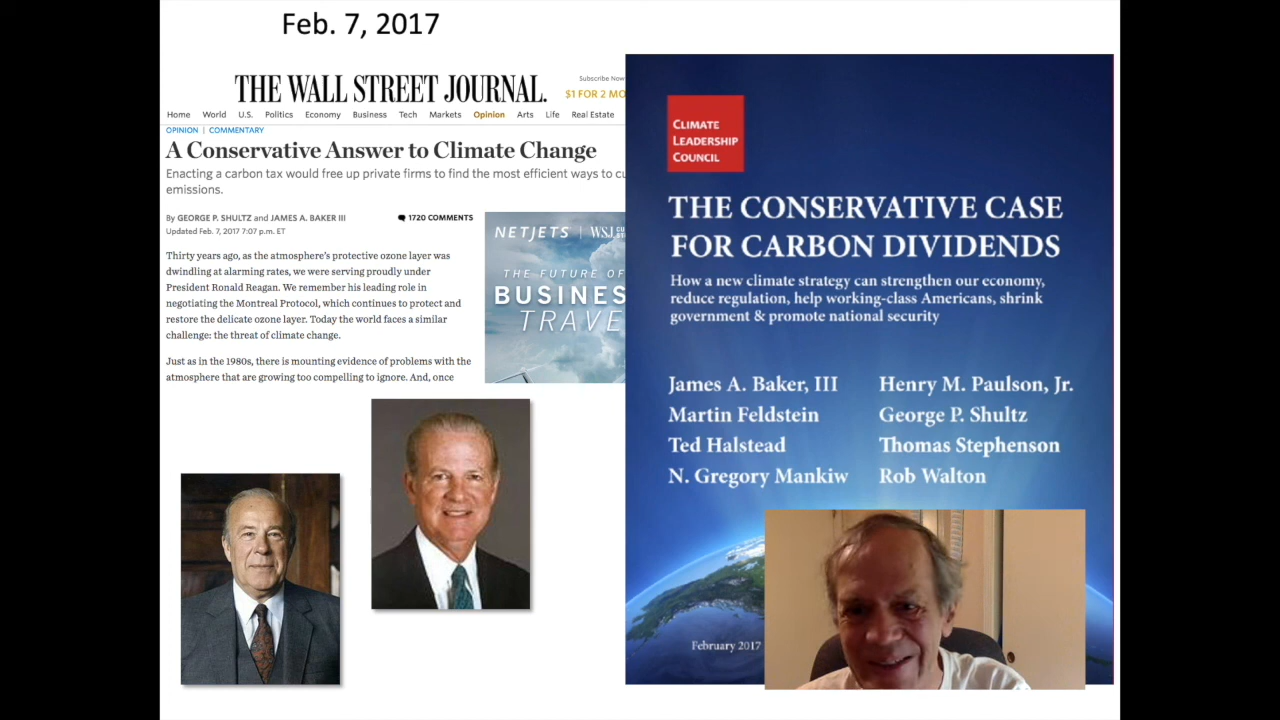 Feb. 7, 2017
THE WALL STREET JOURNAL.
Subscribe Now
$1 FOR 2 MO
Home World U.S. Politics Economy Business Tech Markets Opinion Arts Life Real Estate
OPINION | COMMENTARY
A Conservative Answer to Climate Change
Enacting a carbon tax would free up private firms to find the most efficient ways to cu
emissions.
By GEORGE P. SHULTZ and JAMES A. BAKER III
1720 COMMENTS
Updated Feb. 7, 2017 7:07 p.m. ET
Thirty years ago, as the atmosphere's protective ozone layer was
dwindling at alarming rates, we were serving proudly under
President Ronald Reagan. We remember his leading role in
negotiating the Montreal Protocol, which continues to protect and
restore the delicate ozone layer. Today the world faces a similar
challenge: the threat of climate change.
Just as in the 1980s, there is mounting evidence of problems with the
atmosphere that are growing too compelling to ignore. And, once
NETJETS | WSJ.
THE FUTURE OF
BUSINES
TRAVE
CLIMATE
LEADERSHIP
COUNCIL
THE CONSERVATIVE CASE
FOR CARBON DIVIDENDS
How a new climate strategy can strengthen our economy,
reduce regulation, help working-class Americans, shrink
government & promote national security
James A. Baker, III
Martin Feldstein
Ted Halstead
N. Gregory Mankiw
Henry M. Paulson, Jr.
George P. Shultz
Thomas Stephenson
Rob Walton
February 2017